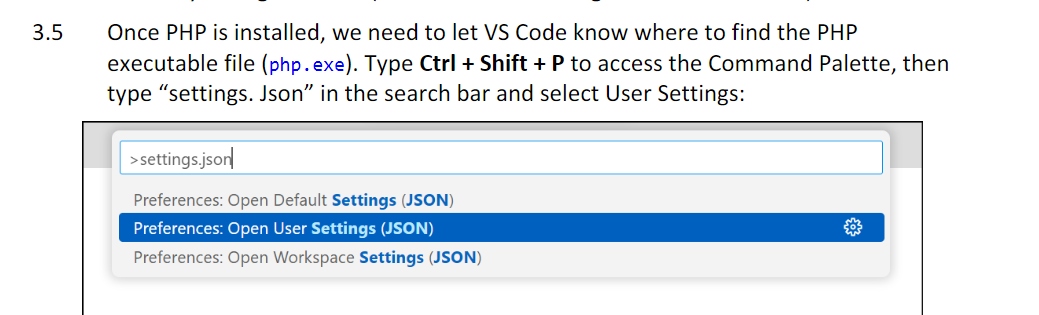 3.5 Once PHP is installed, we need to let VS Code know where to find the PHP
executable file (php.exe). Type Ctrl + Shift + P to access the Command Palette, then
type “settings. Json” in the search bar and select User Settings:
>settings.json
Preferences: Open Default Settings (JSON)
Preferences: Open User Settings (JSON)
Preferences: Open Workspace Settings (JSON)